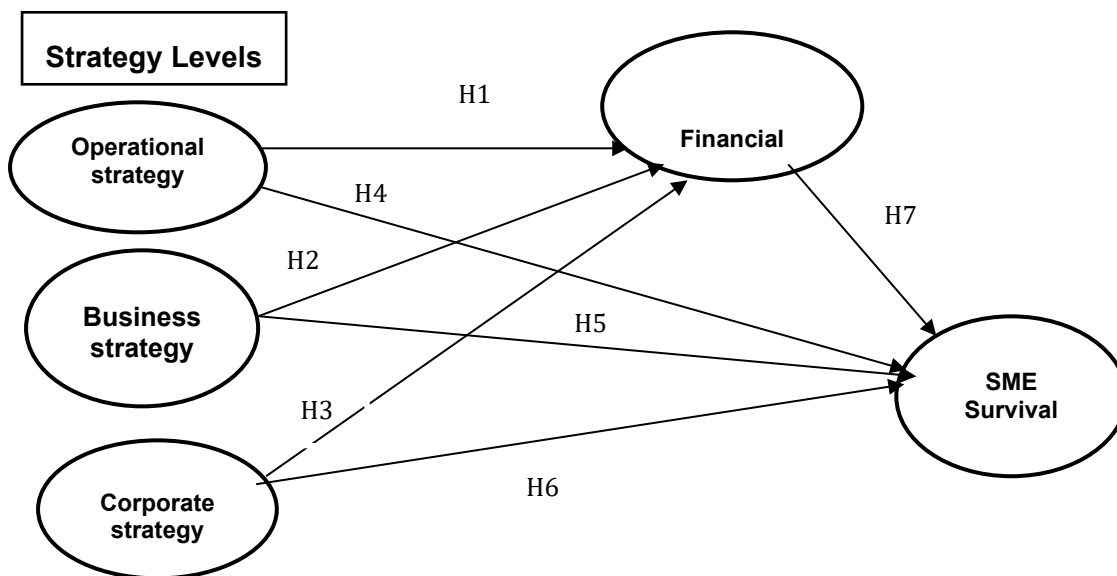 Strategy Levels
H1
Operational
strategy
Financial
H4
H7
H2
Business
strategy
H5
SME
Survival
H3
H6
Corporate
strategy